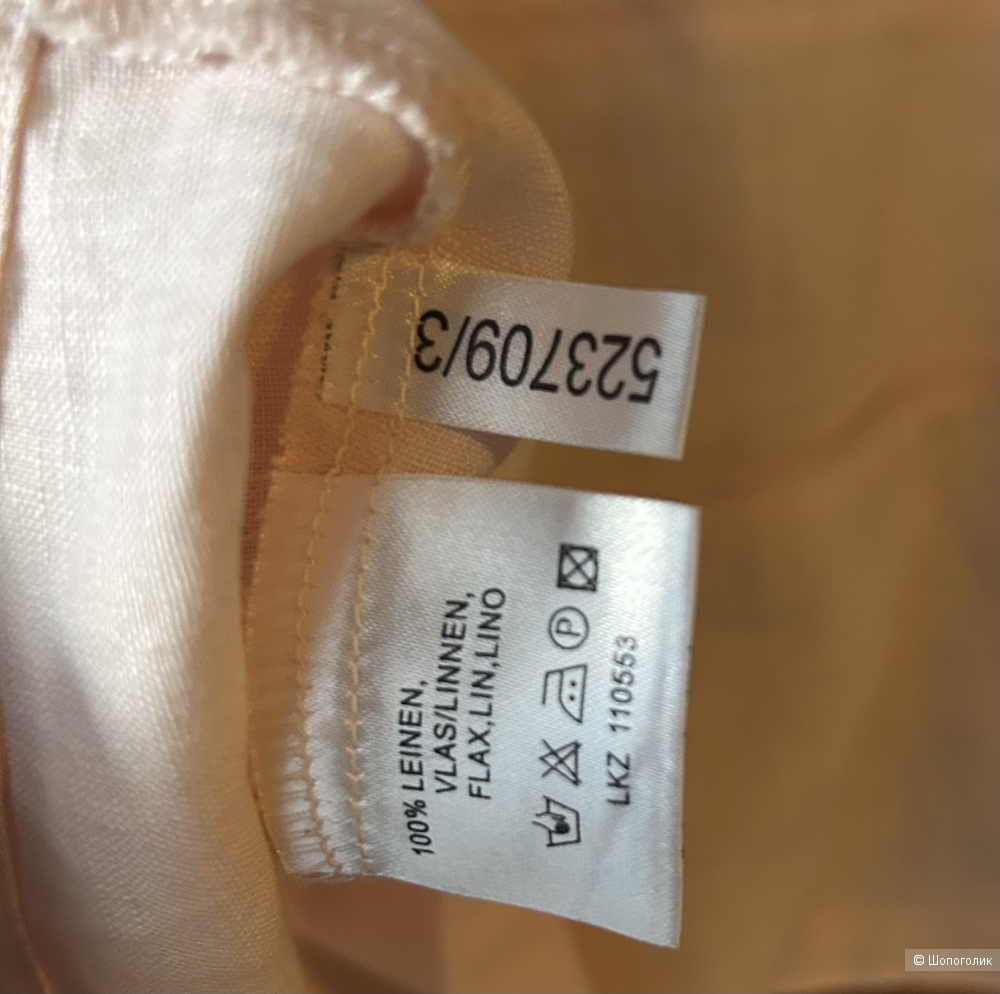 523709/3
100% LEINEN,
VLAS/LINNEN,
FLAX,LIN,LINO
P
LKZ 110553
© Шопоголик